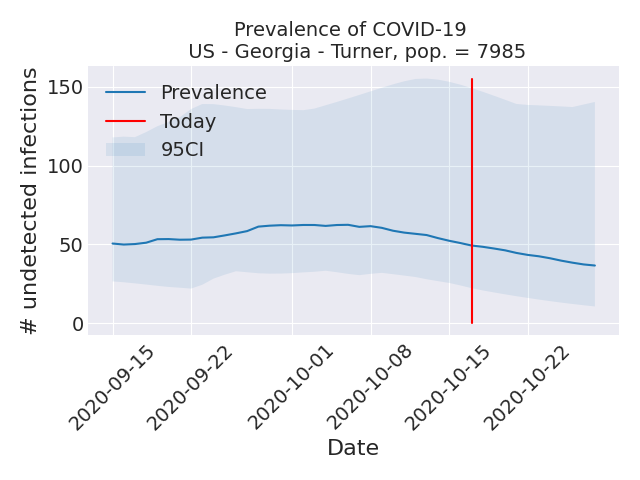 Prevalence of COVID-19
US - Georgia - Turner, pop. = 7985
# undetected infections
150
100
50
0
Prevalence
Today
95CI
2020-09-15
2020-09-22
2020-10-01
2020-10-08
2020-10-15
2020-10-22
Date